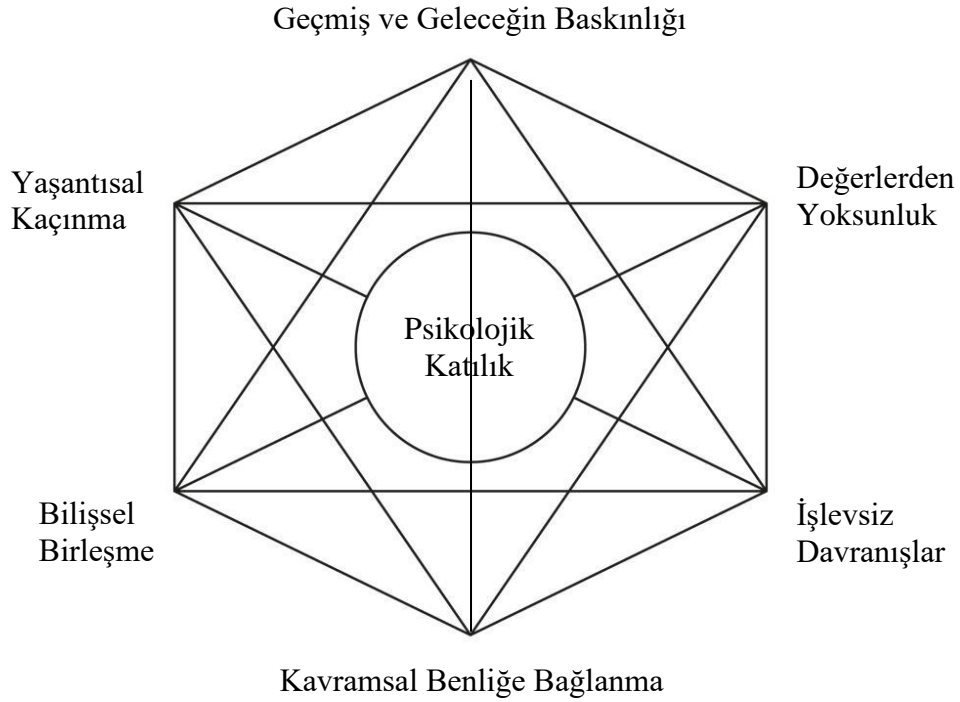 Geçmiş ve Geleceğin Baskınlığı
Yaşantısal
Kaçınma
Değerlerden
Yoksunluk
Psikolojik
Katılık
Bilişsel
Birleşme
İşlevsiz
Davranışlar
Kavramsal Benliğe Bağlanma